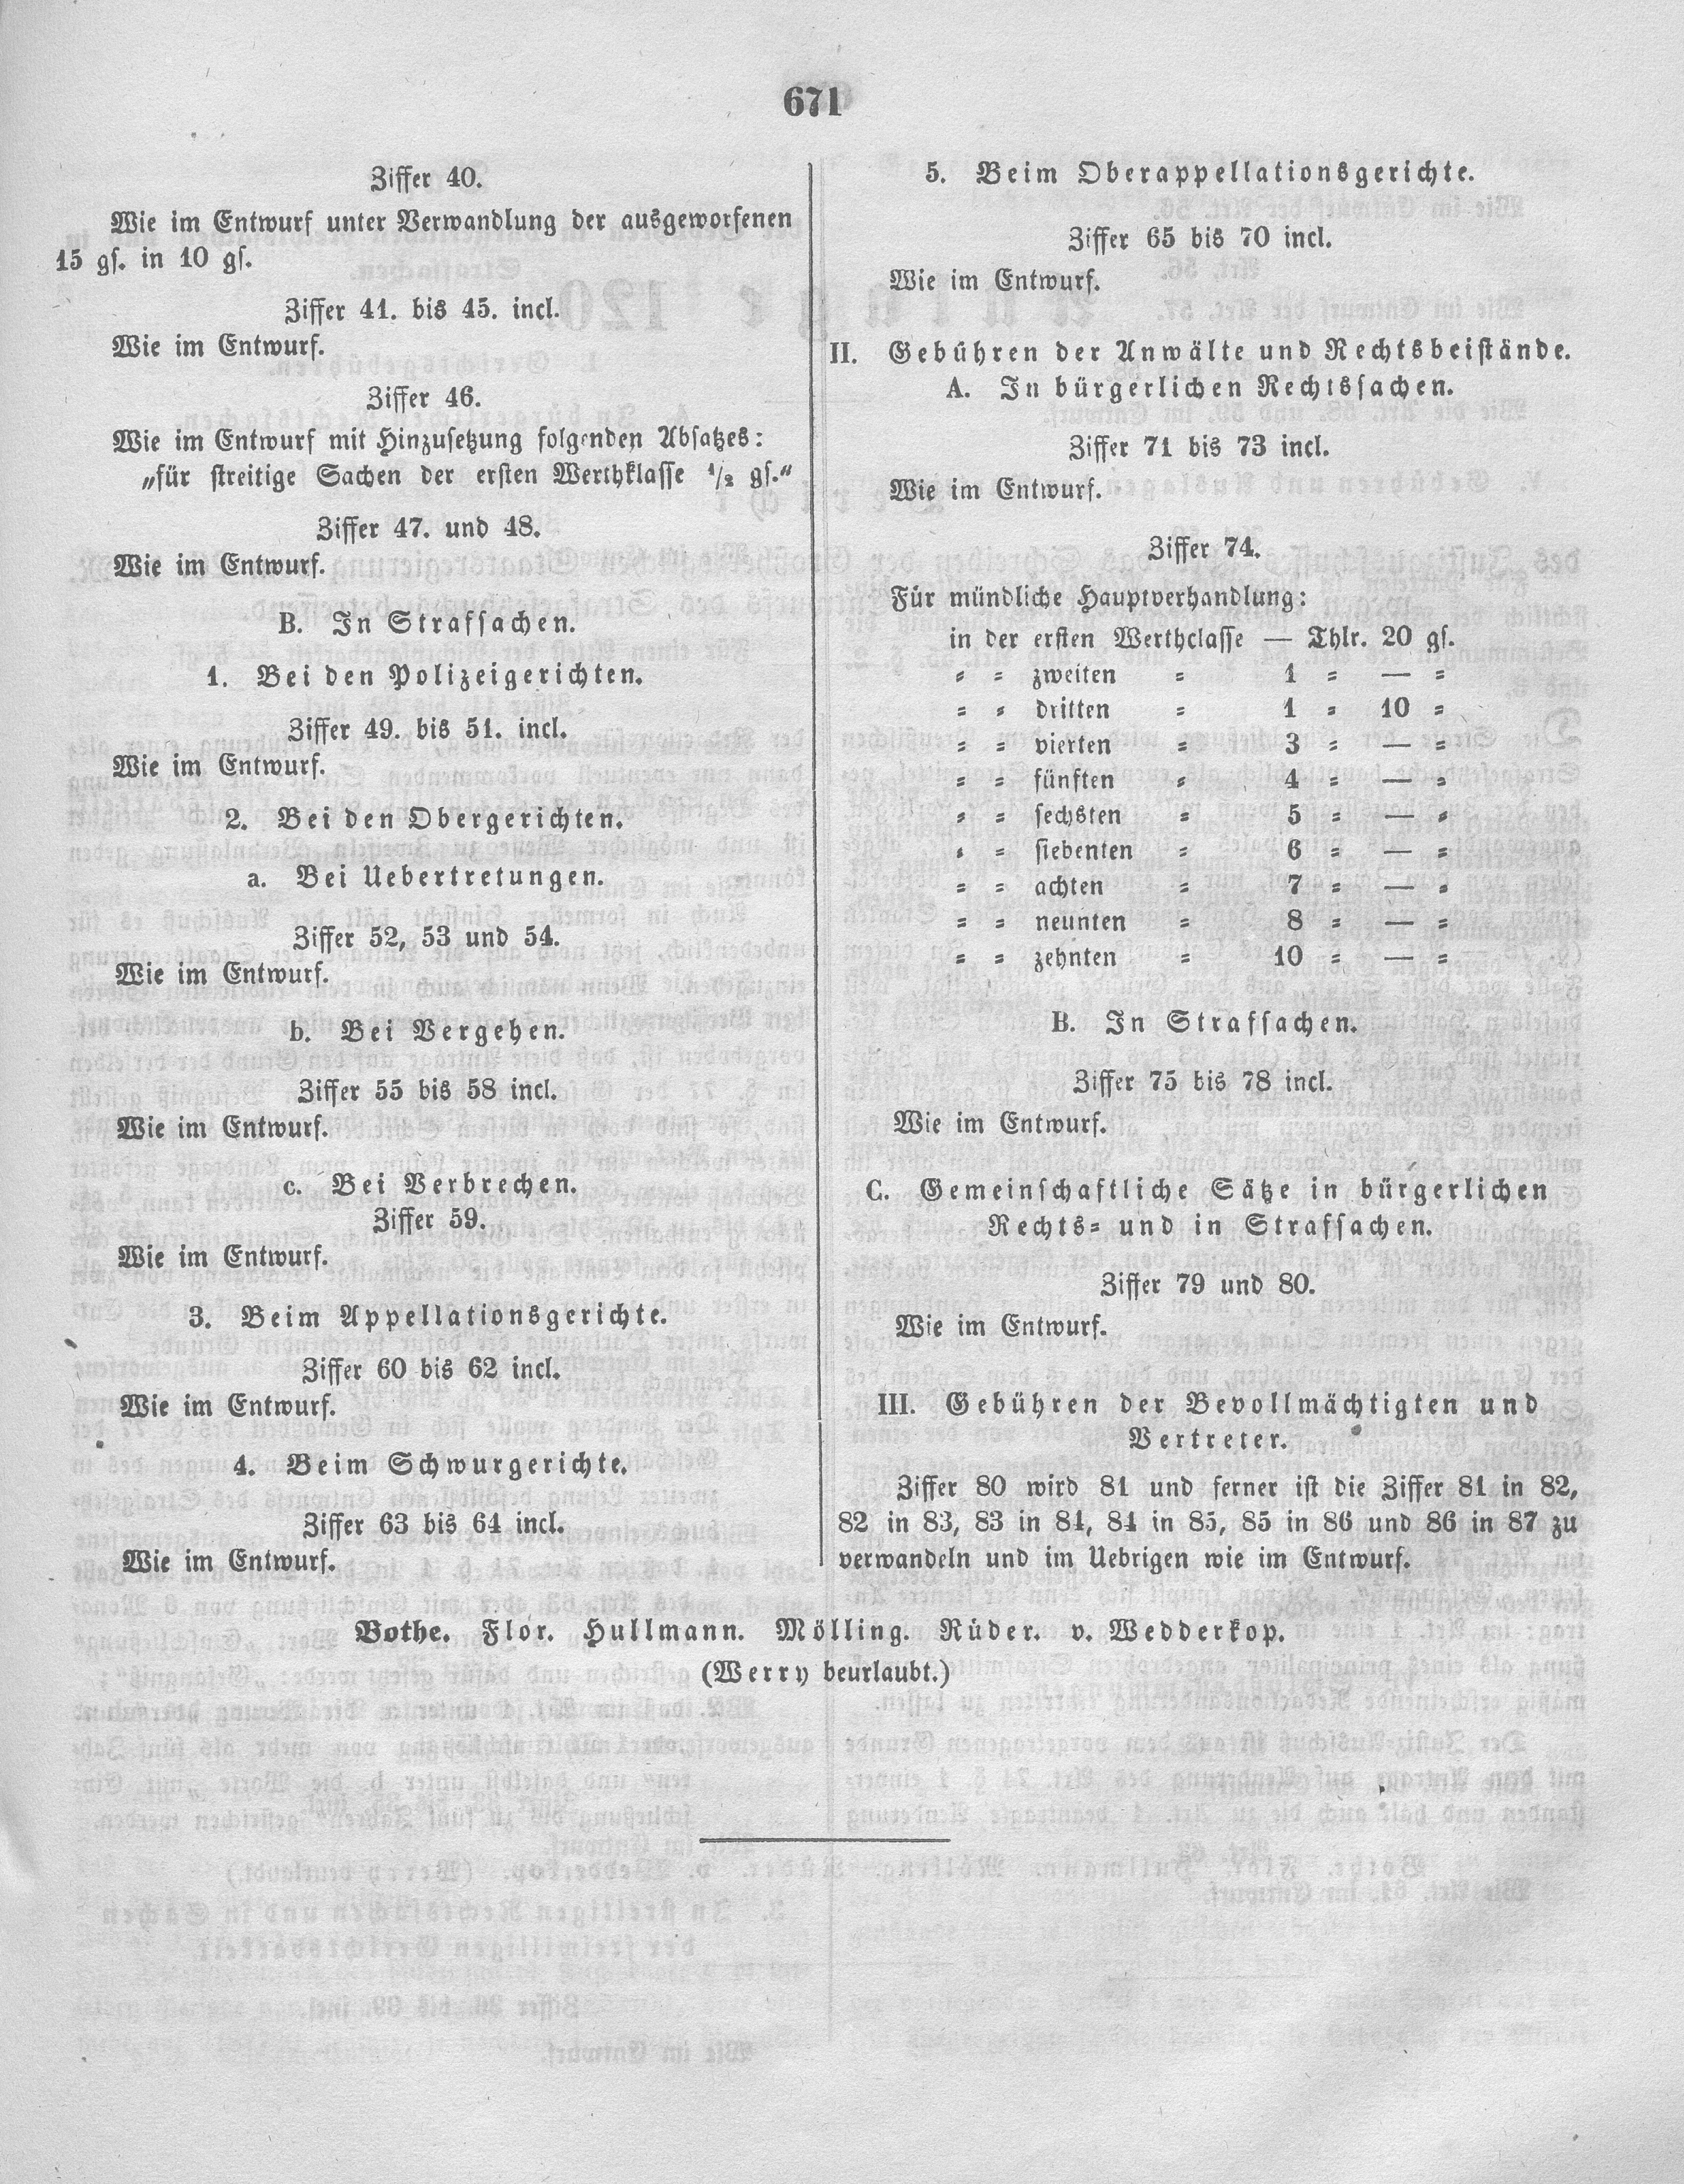 671
Ziffer 40.
Wie im Entwurf unter Verwandlung der ausgeworfenen
15 gs. in 10 gs.
Ziffer 41. bis 45. incl.
Wie im Entwurf.
Ziffer 46.
Wie im Entwurf mit Hinzusetzung folgenden Absatzes:
„für streitige Sachen der ersten Werthklasse ½ gs.“
Ziffer 47. und 48.
Wie im Entwurf.
B. In Strafsachen.
1. Bei den Polizeigerichten.
Ziffer 49. bis 51. incl.
Wie im Entwurf.
2. Bei den Obergerichten.
a. Bei Uebertretungen.
Ziffer 52, 53 und 54.
Wie im Entwurf.
b. Bei Vergehen.
Ziffer 55 bis 58 incl.
Wie im Entwurf.
c. Bei Verbrechen.
Ziffer 59.
Wie im Entwurf.
3. Beim Appellationsgerichte.
Ziffer 60 bis 62 incl.
Wie im Entwurf.
4. Beim Schwurgerichte.
Ziffer 63 bis 64 incl.
Wie im Entwurf.
5. Beim Oberappellationsgerichte.
Ziffer 65 bis 70 incl.
Wie im Entwurf.
II. Gebühren der Anwälte und Rechtsbeistände.
A. In bürgerlichen Rechtssachen.
Ziffer 71 bis 73 incl.
Wie im Entwurf.
Ziffer 74.
Für mündliche Hauptverhandlung:
in der ersten Werthclasse — Thlr. 20 gs.
= = zweiten = 1 = — =
= = dritten = 1 = 10 =
= = vierten = 3 = — =
= = fünften = 4 = — =
= = sechsten = 5 = — =
= = siebenten = 6 = — =
= = achten = 7 = — =
= = neunten = 8 = — =
= = zehnten = 10 = — =
B. In Strafsachen.
Ziffer 75 bis 78 incl.
Wie im Entwurf.
C. Gemeinschaftliche Sätze in bürgerlichen
Rechts= und in Strafsachen.
Ziffer 79 und 80.
Wie im Entwurf.
III. Gebühren der Bevollmächtigten und
Vertreter.
Ziffer 80 wird 81 und ferner ist die Ziffer 81 in 82,
82 in 83, 83 in 84, 84 in 85, 85 in 86 und 86 in 87 zu
verwandeln und im Uebrigen wie im Entwurf.
Bothe. Flor. Hullmann. Mölling. Rüder. v. Wedderkop.
(Werry beurlaubt.)